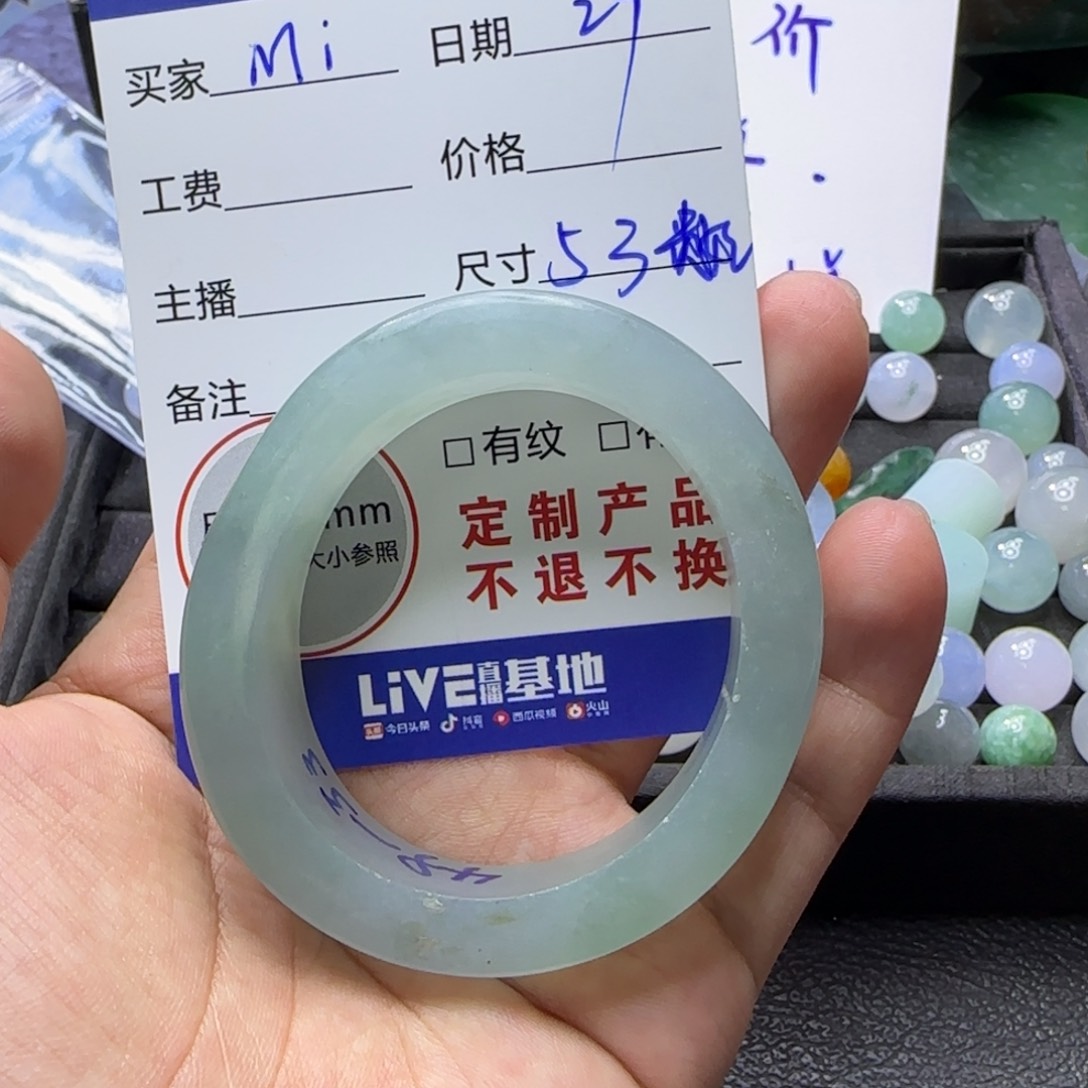 买家 Mi 日期 21
工费 价格
主播 尺寸 53
备注
□有纹 □
mm
大小参照
定制产品
不退不换
LiVE直播基地
今日头条 抖音 西瓜视频 火山
价